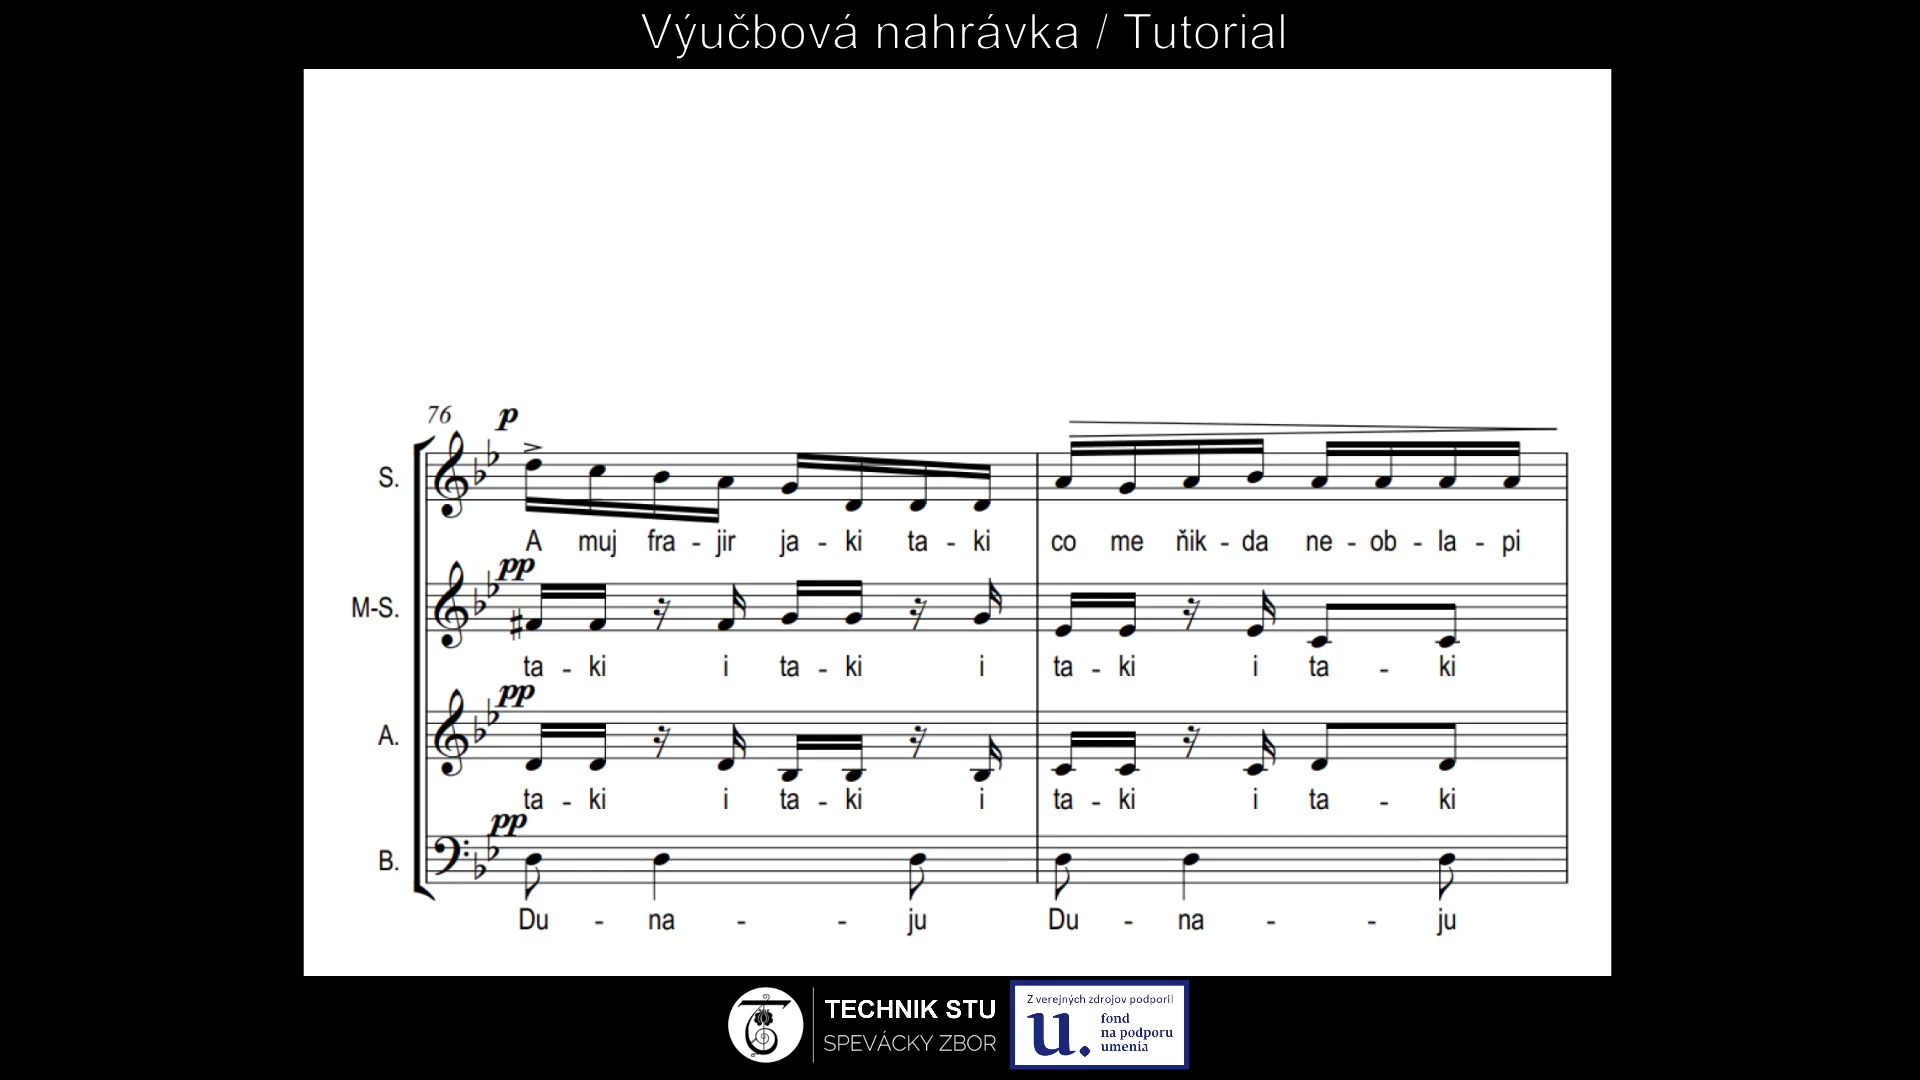 Výučbová nahrávka / Tutorial
76 p
S.
A muj fra - jir ja - ki ta - ki co me ňik - da ne - ob - la - pi
pp
M-S.
ta - ki i ta - ki i ta - ki i ta - ki
pp
A.
ta - ki i ta - ki i ta - ki i ta - ki
pp
B.
Du - na - - ju Du - na - - ju
TECHNIK STU
SPEVÁCKY ZBOR
Z verejných zdrojov podporil
u. fond
na podporu
umenia